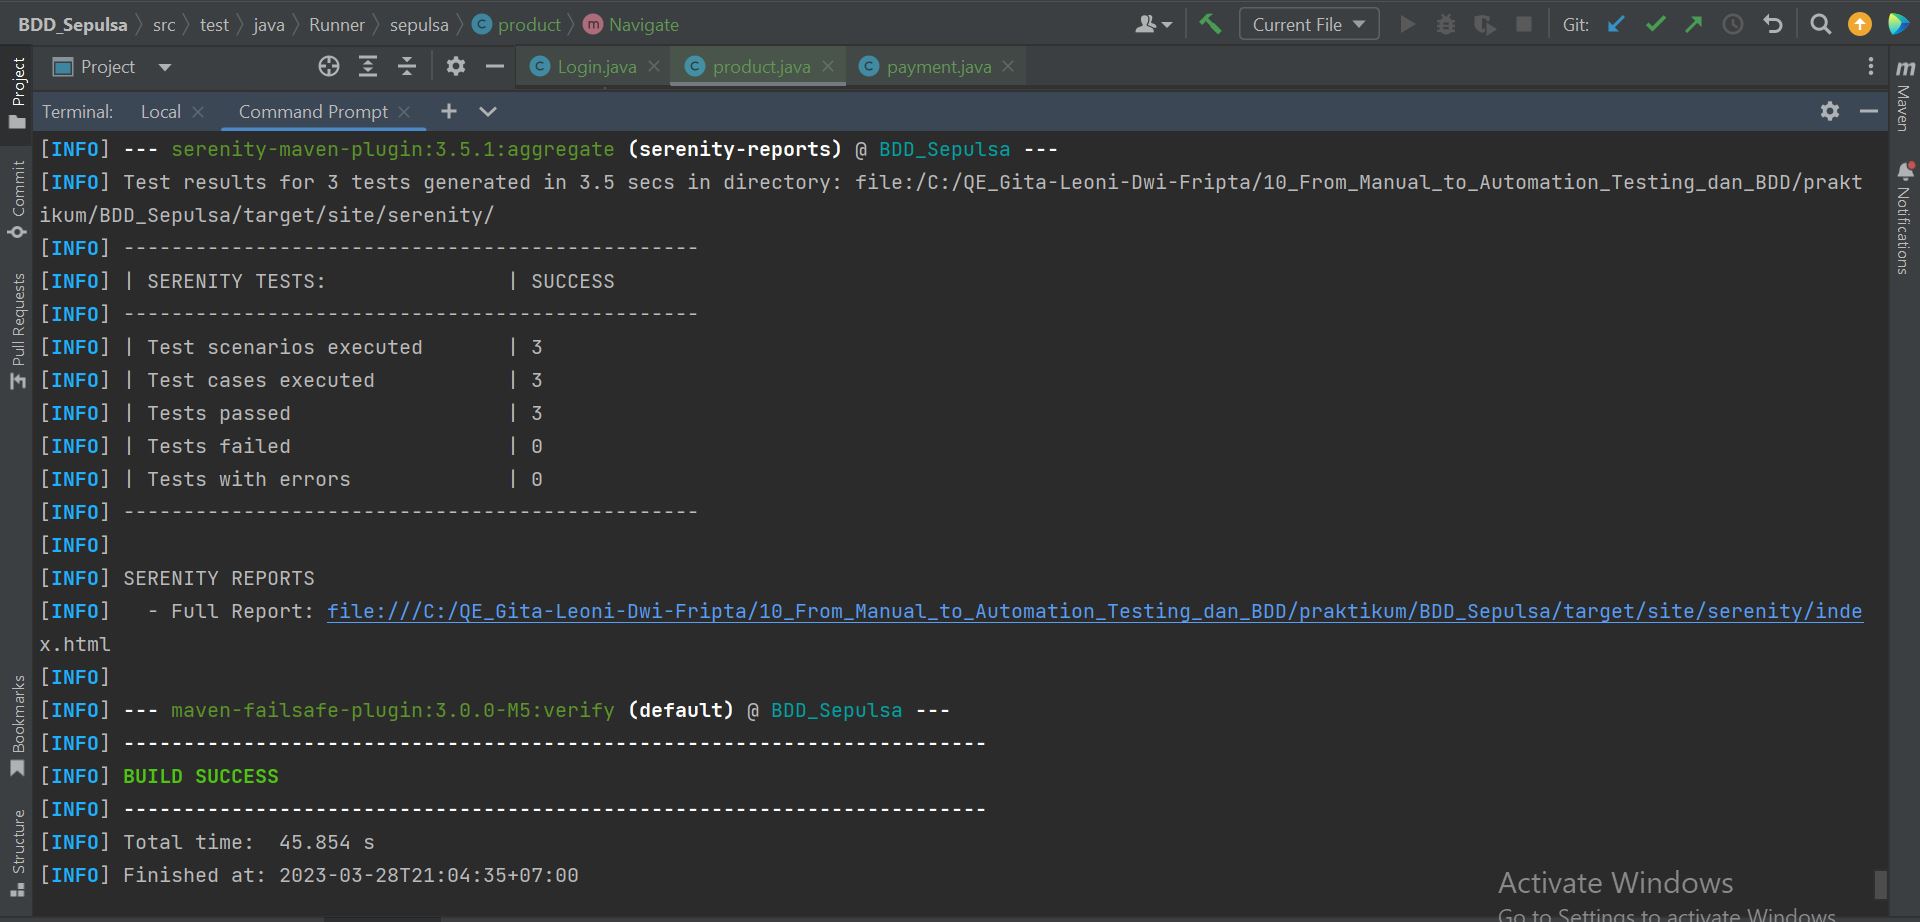 BDD_Sepulsa src test java Runner sepulsa C product m Navigate Current File Git:
Project C Login.java C product.java C payment.java
Terminal: Local Command Prompt
[INFO] --- serenity-maven-plugin:3.5.1:aggregate (serenity-reports) @ BDD_Sepulsa ---
[INFO] Test results for 3 tests generated in 3.5 secs in directory: file:/C:/QE_Gita-Leoni-Dwi-Fripta/10_From_Manual_to_Automation_Testing_dan_BDD/prakt
ikum/BDD_Sepulsa/target/site/serenity/
[INFO] ------------------------------------------------
[INFO] | SERENITY TESTS:               | SUCCESS
[INFO] ------------------------------------------------
[INFO] | Test scenarios executed       | 3
[INFO] | Test cases executed           | 3
[INFO] | Tests passed                  | 3
[INFO] | Tests failed                  | 0
[INFO] | Tests with errors             | 0
[INFO] ------------------------------------------------
[INFO]
[INFO] SERENITY REPORTS
[INFO]   - Full Report: file:///C:/QE_Gita-Leoni-Dwi-Fripta/10_From_Manual_to_Automation_Testing_dan_BDD/praktikum/BDD_Sepulsa/target/site/serenity/inde
x.html
[INFO]
[INFO] --- maven-failsafe-plugin:3.0.0-M5:verify (default) @ BDD_Sepulsa ---
[INFO] ------------------------------------------------------------------------
[INFO] BUILD SUCCESS
[INFO] ------------------------------------------------------------------------
[INFO] Total time:  45.854 s
[INFO] Finished at: 2023-03-28T21:04:35+07:00
Activate Windows
Go to Settings to activate Windows.
Project
Commit
Pull Requests
Bookmarks
Structure
m
Maven
Notifications